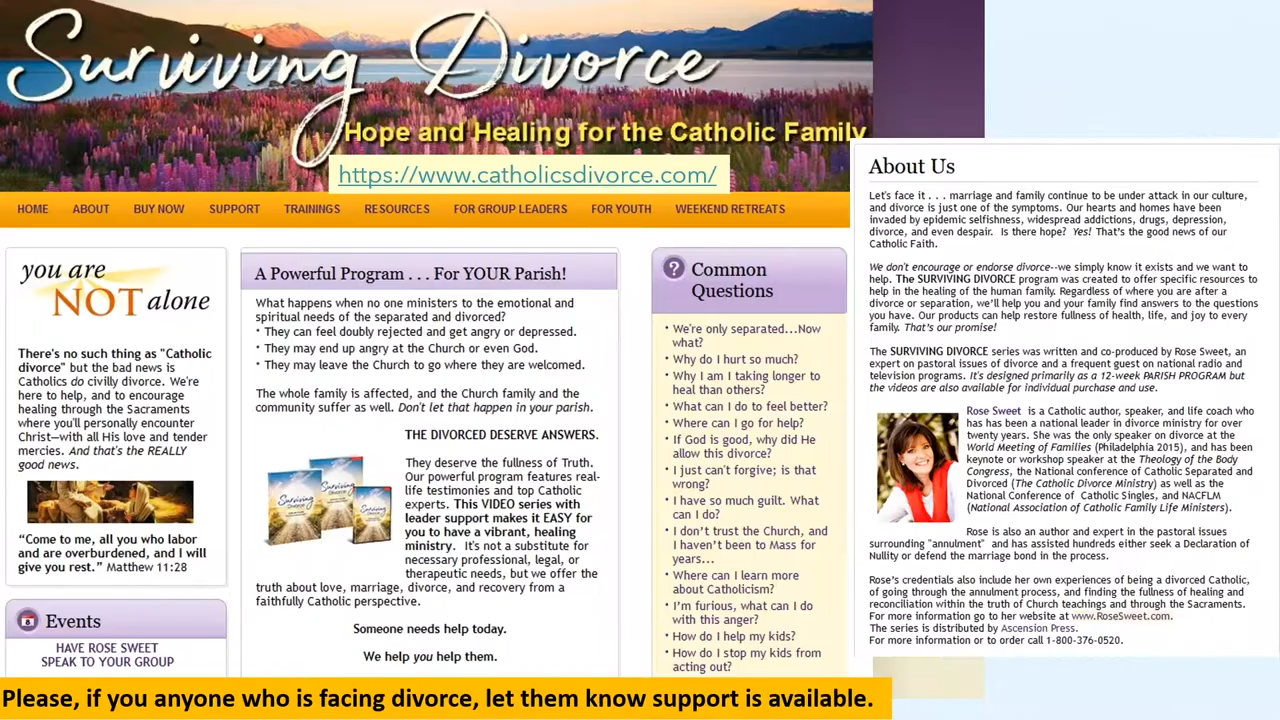 Surviving Divorce
Hope and Healing for the Catholic Family
https://www.catholicsdivorce.com/
HOME ABOUT BUY NOW SUPPORT TRAININGS RESOURCES FOR GROUP LEADERS FOR YOUTH WEEKEND RETREATS
you are
NOT alone
There's no such thing as "Catholic
divorce" but the bad news is
Catholics do civilly divorce. We're
here to help, and to encourage
healing through the Sacraments
where you'll personally encounter
Christ—with all His love and tender
mercies. And that's the REALLY
good news.
“Come to me, all you who labor
and are overburdened, and I will
give you rest.” Matthew 11:28
Events
HAVE ROSE SWEET
SPEAK TO YOUR GROUP
A Powerful Program . . . For YOUR Parish!
What happens when no one ministers to the emotional and
spiritual needs of the separated and divorced?
• They can feel doubly rejected and get angry or depressed.
• They may end up angry at the Church or even God.
• They may leave the Church to go where they are welcomed.
The whole family is affected, and the Church family and the
community suffer as well. Don't let that happen in your parish.
THE DIVORCED DESERVE ANSWERS.
Surviving Divorce
Surviving Divorce
Surviving Divorce
They deserve the fullness of Truth.
Our powerful program features real-
life testimonies and top Catholic
experts. This VIDEO series with
leader support makes it EASY for
you to have a vibrant, healing
ministry. It's not a substitute for
necessary professional, legal, or
therapeutic needs, but we offer the
truth about love, marriage, divorce, and recovery from a
faithfully Catholic perspective.
Someone needs help today.
We help you help them.
? Common
Questions
• We're only separated...Now
what?
• Why do I hurt so much?
• Why I am I taking longer to
heal than others?
• What can I do to feel better?
• Where can I go for help?
• If God is good, why did He
allow this divorce?
• I just can't forgive; is that
wrong?
• I have so much guilt. What
can I do?
• I don’t trust the Church, and
I haven’t been to Mass for
years...
• Where can I learn more
about Catholicism?
• I’m furious, what can I do
with this anger?
• How do I help my kids?
• How do I stop my kids from
acting out?
About Us
Let's face it . . . marriage and family continue to be under attack in our culture,
and divorce is just one of the symptoms. Our hearts and homes have been
invaded by epidemic selfishness, widespread addictions, drugs, depression,
divorce, and even despair. Is there hope? Yes! That’s the good news of our
Catholic Faith.
We don't encourage or endorse divorce--we simply know it exists and we want to
help. The SURVIVING DIVORCE program was created to offer specific resources to
help in the healing of the human family. Regardless of where you are after a
divorce or separation, we’ll help you and your family find answers to the questions
you have. Our products can help restore fullness of health, life, and joy to every
family. That’s our promise!
The SURVIVING DIVORCE series was written and co-produced by Rose Sweet, an
expert on pastoral issues of divorce and a frequent guest on national radio and
television programs. It's designed primarily as a 12-week PARISH PROGRAM but
the videos are also available for individual purchase and use.
Rose Sweet is a Catholic author, speaker, and life coach who
has has been a national leader in divorce ministry for over
twenty years. She was the only speaker on divorce at the
World Meeting of Families (Philadelphia 2015), and has been
keynote or workshop speaker at the Theology of the Body
Congress, the National conference of Catholic Separated and
Divorced (The Catholic Divorce Ministry) as well as the
National Conference of Catholic Singles, and NACFLM
(National Association of Catholic Family Life Ministers).
Rose is also an author and expert in the pastoral issues
surrounding "annulment" and has assisted hundreds either seek a Declaration of
Nullity or defend the marriage bond in the process.
Rose’s credentials also include her own experiences of being a divorced Catholic,
of going through the annulment process, and finding the fullness of healing and
reconciliation within the truth of Church teachings and through the Sacraments.
For more information go to her website at www.RoseSweet.com.
The series is distributed by Ascension Press.
For more information or to order call 1-800-376-0520.
Please, if you anyone who is facing divorce, let them know support is available.